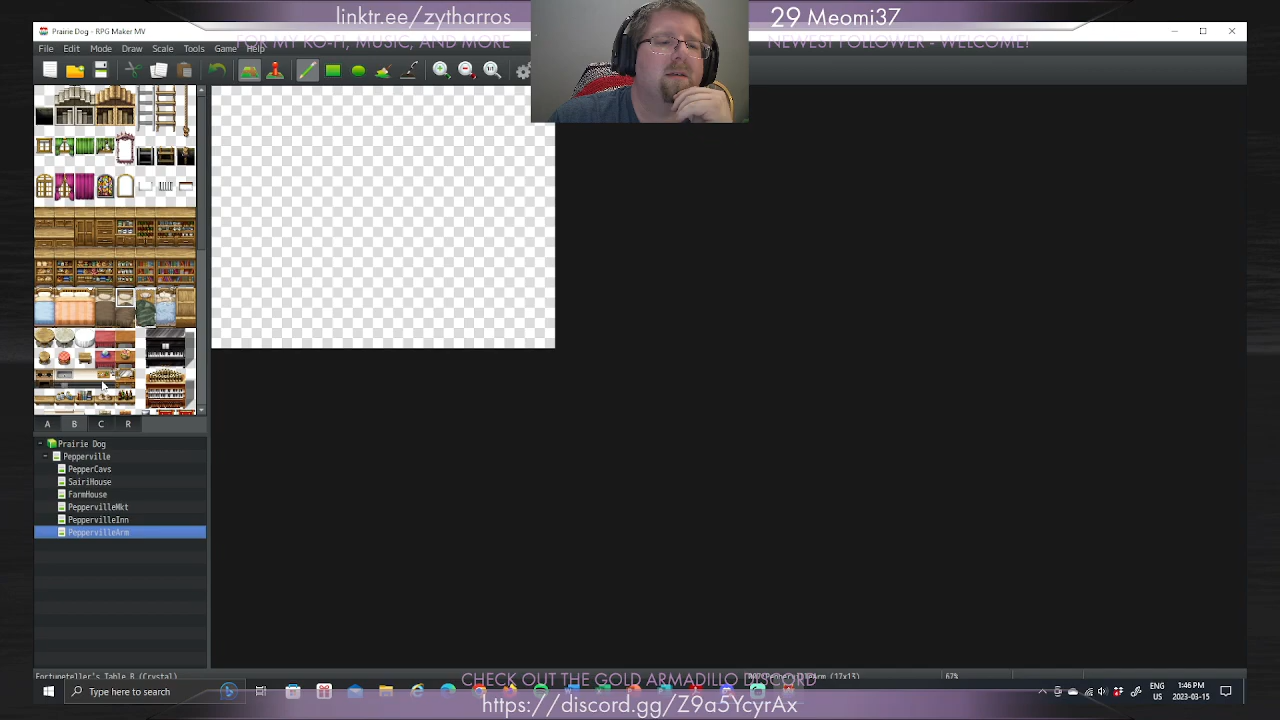 linktr.ee/zytharros
29 Meomi37
FOR MY KO-FI, MUSIC, AND MORE
NEWEST FOLLOWER - WELCOME!
Prairie Dog - RPG Maker MV
File Edit Mode Draw Scale Tools Game Help
A B C R
Prairie Dog
Pepperville
PepperCavs
SairiHouse
FarmHouse
PeppervilleMkt
PeppervilleInn
PeppervilleArm
Fortuneteller's Table B (Crystal)
67%
CHECK OUT THE GOLD ARMADILLO DISCORD
Type here to search
ENG
US
1:46 PM
2023-03-15
https://discord.gg/Z9a5YcyrAx